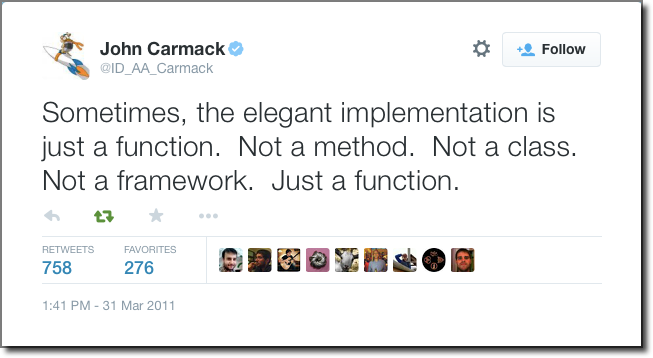 John Carmack
Follow
@ID_AA_Carmack
Sometimes, the elegant implementation is
just a function.  Not a method.  Not a class.
Not a framework.  Just a function.
RETWEETS FAVORITES
758 276
1:41 PM - 31 Mar 2011